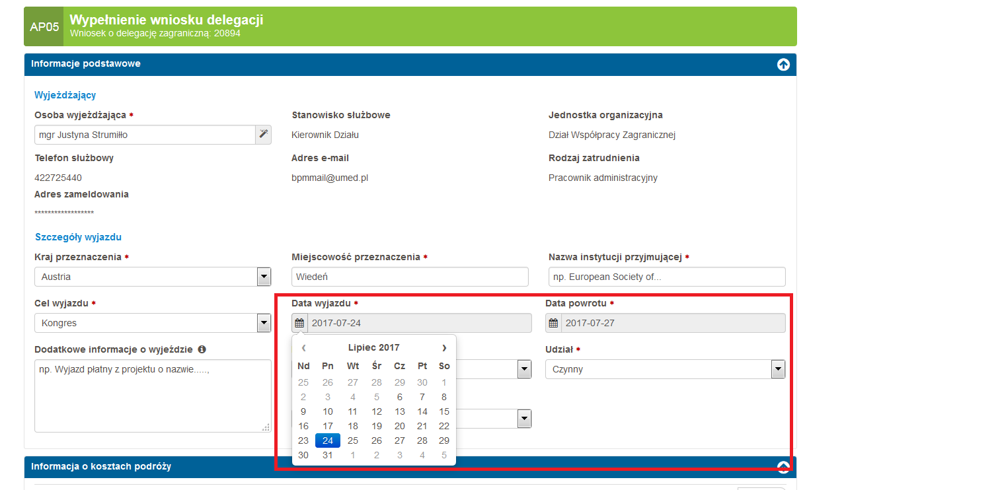 AP05
Wypełnienie wniosku delegacji
Wniosek o delegację zagraniczną: 20894
Informacje podstawowe
Wyjeżdżający
Osoba wyjeżdżająca * Stanowisko służbowe Jednostka organizacyjna
mgr Justyna Strumiłło Kierownik Działu Dział Współpracy Zagranicznej
Telefon służbowy Adres e-mail Rodzaj zatrudnienia
422725440 bpmmail@umed.pl Pracownik administracyjny
Adres zameldowania
******************
Szczegóły wyjazdu
Kraj przeznaczenia * Miejscowość przeznaczenia * Nazwa instytucji przyjmującej *
Austria Wiedeń np. European Society of...
Cel wyjazdu * Data wyjazdu * Data powrotu *
Kongres 2017-07-24 2017-07-27
Dodatkowe informacje o wyjeździe Udział *
np. Wyjazd płatny z projektu o nazwie....., Czynny
‹ Lipiec 2017 ›
Nd Pn Wt Śr Cz Pt So
25 26 27 28 29 30 1
2 3 4 5 6 7 8
9 10 11 12 13 14 15
16 17 18 19 20 21 22
23 24 25 26 27 28 29
30 31 1 2 3 4 5
Informacja o kosztach podróży